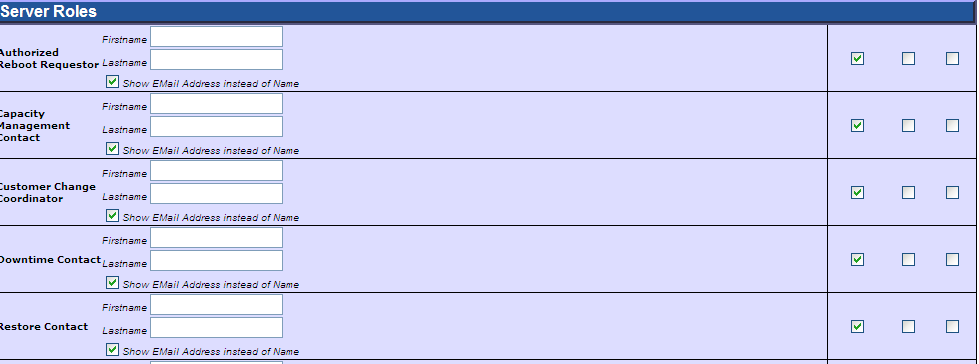 Server Roles
Firstname
Authorized
Reboot Requestor Lastname
Show EMail Address instead of Name
Firstname
Capacity
Management
Contact
Lastname
Show EMail Address instead of Name
Firstname
Customer Change
Coordinator
Lastname
Show EMail Address instead of Name
Firstname
Downtime Contact Lastname
Show EMail Address instead of Name
Firstname
Restore Contact Lastname
Show EMail Address instead of Name